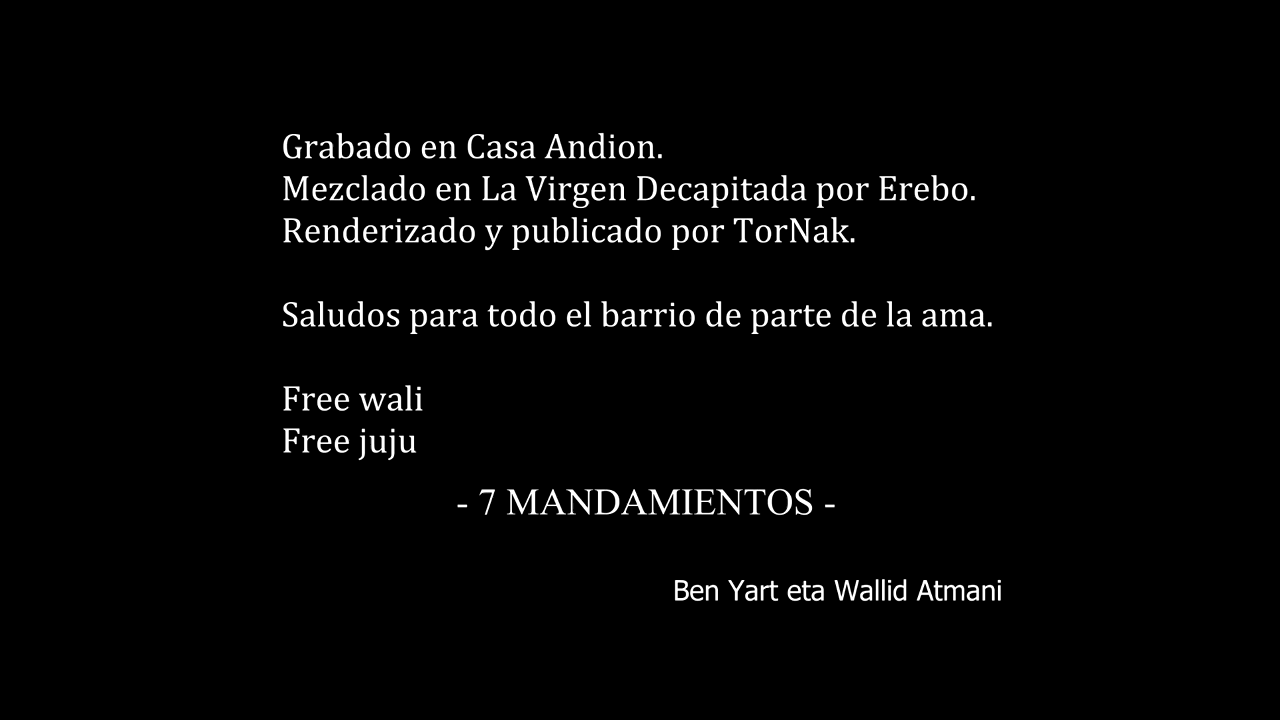 Grabado en Casa Andion.
Mezclado en La Virgen Decapitada por Erebo.
Renderizado y publicado por TorNak.
Saludos para todo el barrio de parte de la ama.
Free wali
Free juju
- 7 MANDAMIENTOS -
Ben Yart eta Wallid Atmani